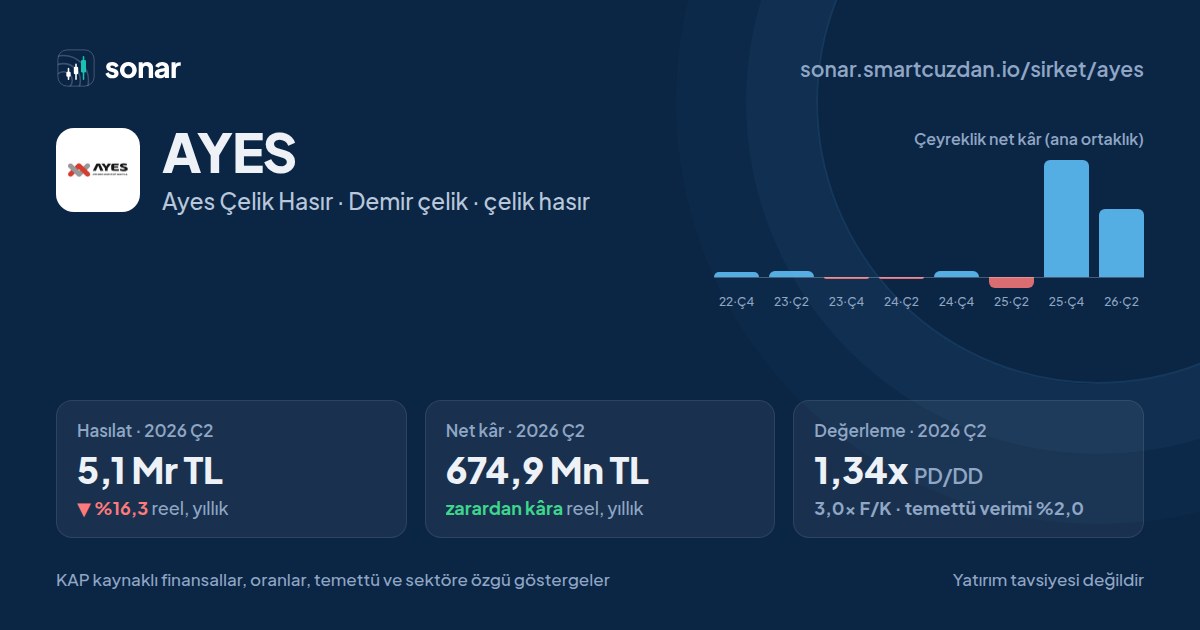 sonar
sonar.smartcuzdan.io/sirket/ayes
AYES
AYES
Ayes Çelik Hasır · Demir çelik · çelik hasır
Çeyreklik net kâr (ana ortaklık)
22-Ç4 23-Ç2 23-Ç4 24-Ç2 24-Ç4 25-Ç2 25-Ç4 26-Ç2
Hasılat · 2026 Ç2
5,1 Mr TL
▼ %16,3 reel, yıllık
Net kâr · 2026 Ç2
674,9 Mn TL
zarardan kâra reel, yıllık
Değerleme · 2026 Ç2
1,34x PD/DD
3,0× F/K · temettü verimi %2,0
KAP kaynaklı finansallar, oranlar, temettü ve sektöre özgü göstergeler
Yatırım tavsiyesi değildir